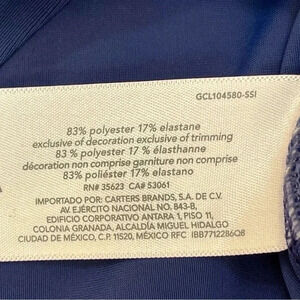 GCL104580-SSI
83% polyester 17% elastane
exclusive of decoration exclusive of trimming
83 % polyester 17 % élasthanne
décoration non comprise garniture non comprise
83% poliéster 17% elastano
RN# 35623 CA# 53061
IMPORTADO POR: CARTERS BRANDS, S.A. DE C.V.
AV. EJÉRCITO NACIONAL NO. 843-B,
EDIFICIO CORPORATIVO ANTARA 1, PISO 11,
COLONIA GRANADA, ALCALDÍA MIGUEL HIDALGO
CIUDAD DE MÉXICO, C.P. 11520, MÉXICO RFC IBB7712286Q8